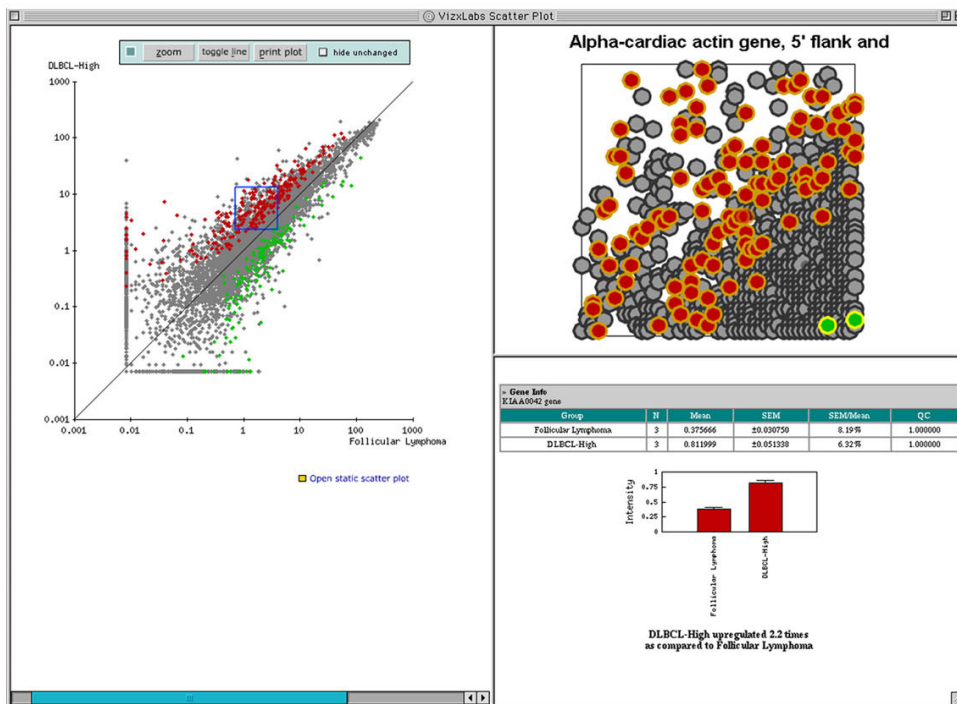 VizxLabs Scatter Plot
zoom toggle line print plot hide unchanged
DLBCL-High
1000
100
10
1
0.1
0.01
0.001
0.001 0.01 0.1 1 10 100 1000
Follicular Lymphoma
Open static scatter plot
Alpha-cardiac actin gene, 5' flank and
» Gene Info
KIAA0042 gene
Group N Mean SEM SEM/Mean QC
Follicular Lymphoma 3 0.375666 ±0.030750 8.19% 1.000000
DLBCL-High 3 0.811999 ±0.051338 6.32% 1.000000
Intensity
1
0.75
0.5
0.25
0
Follicular Lymphoma
DLBCL-High
DLBCL-High upregulated 2.2 times
as compared to Follicular Lymphoma